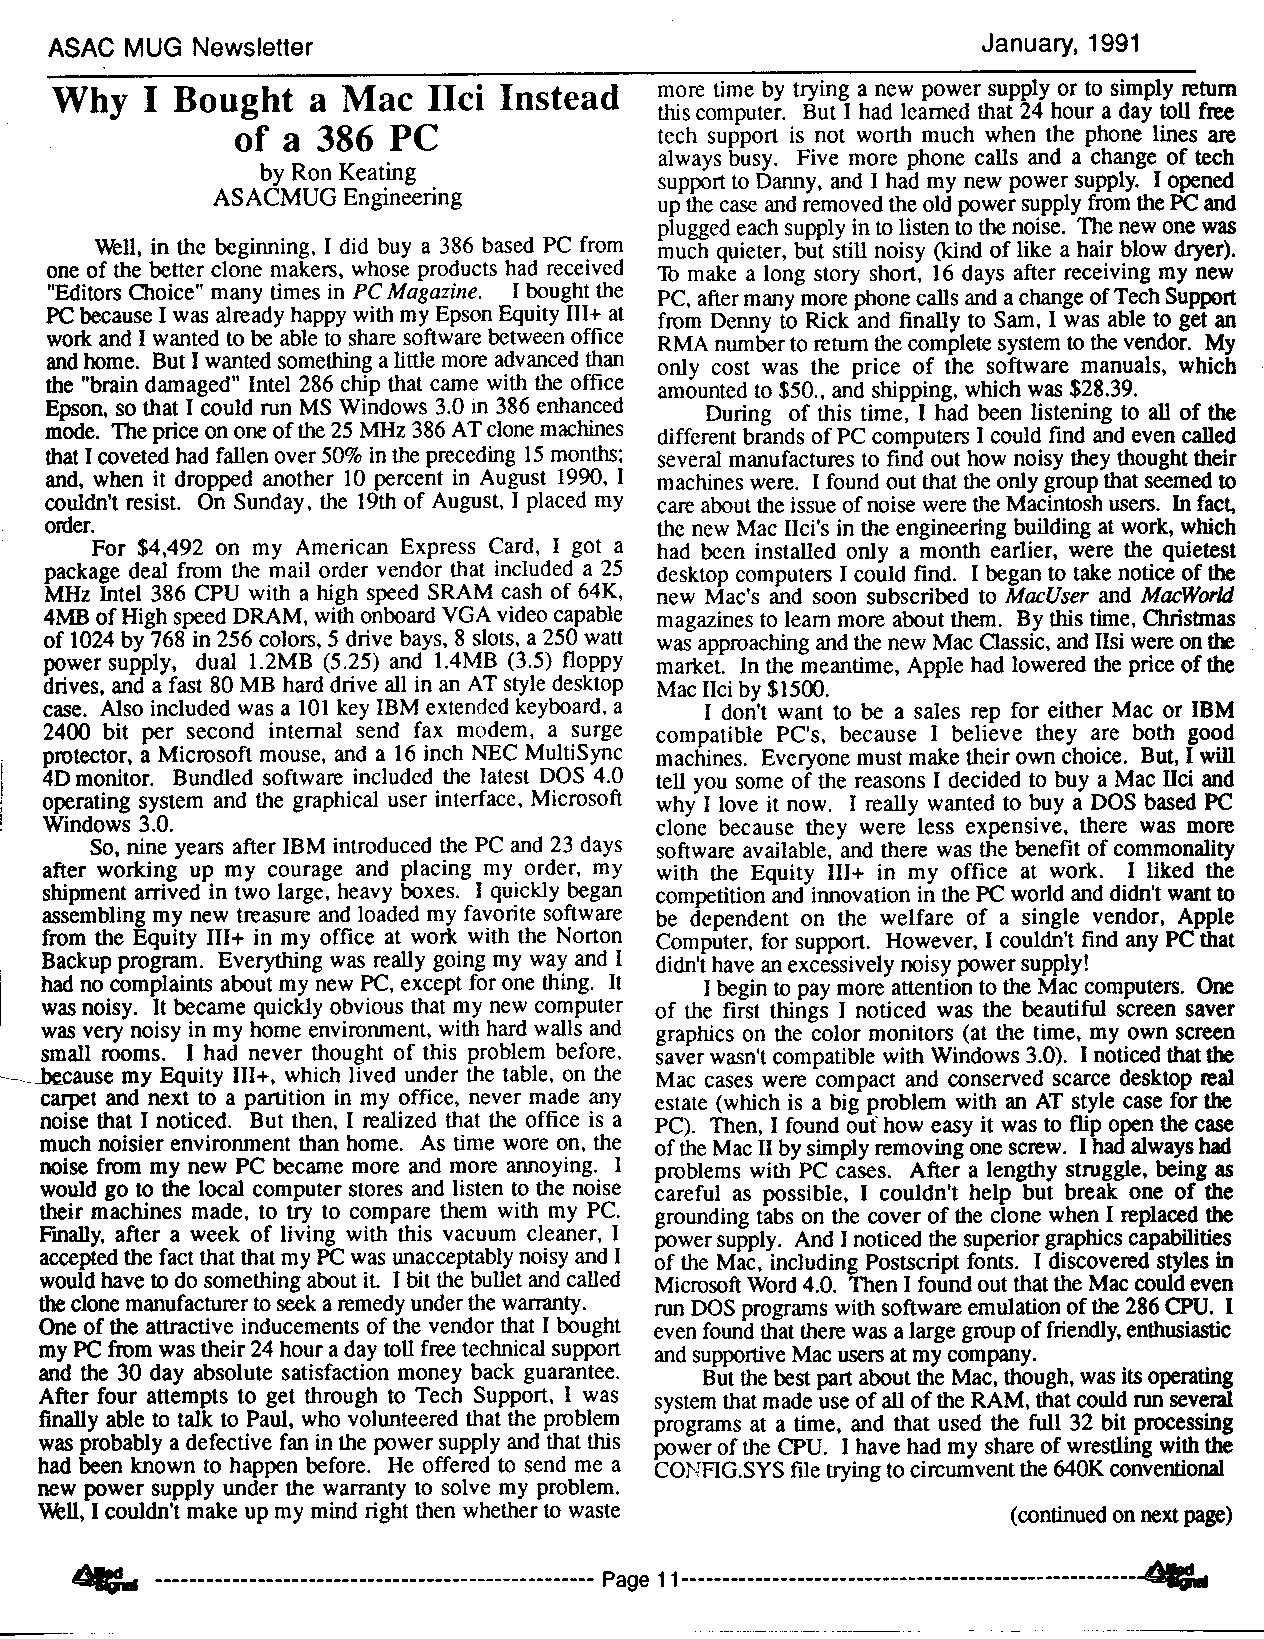 ASAC MUG Newsletter
January, 1991
Why I Bought a Mac IIci Instead
of a 386 PC
by Ron Keating
ASACMUG Engineering
Well, in the beginning, I did buy a 386 based PC from
one of the better clone makers, whose products had received
"Editors Choice" many times in PC Magazine. I bought the
PC because I was already happy with my Epson Equity III+ at
work and I wanted to be able to share software between office
and home. But I wanted something a little more advanced than
the "brain damaged" Intel 286 chip that came with the office
Epson, so that I could run MS Windows 3.0 in 386 enhanced
mode. The price on one of the 25 MHz 386 AT clone machines
that I coveted had fallen over 50% in the preceding 15 months;
and, when it dropped another 10 percent in August 1990, I
couldn't resist. On Sunday, the 19th of August, I placed my
order.
For $4,492 on my American Express Card, I got a
package deal from the mail order vendor that included a 25
MHz Intel 386 CPU with a high speed SRAM cash of 64K,
4MB of High speed DRAM, with onboard VGA video capable
of 1024 by 768 in 256 colors, 5 drive bays, 8 slots, a 250 watt
power supply, dual 1.2MB (5.25) and 1.4MB (3.5) floppy
drives, and a fast 80 MB hard drive all in an AT style desktop
case. Also included was a 101 key IBM extended keyboard, a
2400 bit per second internal send fax modem, a surge
protector, a Microsoft mouse, and a 16 inch NEC MultiSync
4D monitor. Bundled software included the latest DOS 4.0
operating system and the graphical user interface, Microsoft
Windows 3.0.
So, nine years after IBM introduced the PC and 23 days
after working up my courage and placing my order, my
shipment arrived in two large, heavy boxes. I quickly began
assembling my new treasure and loaded my favorite software
from the Equity III+ in my office at work with the Norton
Backup program. Everything was really going my way and I
had no complaints about my new PC, except for one thing. It
was noisy. It became quickly obvious that my new computer
was very noisy in my home environment, with hard walls and
small rooms. I had never thought of this problem before,
because my Equity III+, which lived under the table, on the
carpet and next to a partition in my office, never made any
noise that I noticed. But then, I realized that the office is a
much noisier environment than home. As time wore on, the
noise from my new PC became more and more annoying. I
would go to the local computer stores and listen to the noise
their machines made, to try to compare them with my PC.
Finally, after a week of living with this vacuum cleaner, I
accepted the fact that that my PC was unacceptably noisy and I
would have to do something about it. I bit the bullet and called
the clone manufacturer to seek a remedy under the warranty.
One of the attractive inducements of the vendor that I bought
my PC from was their 24 hour a day toll free technical support
and the 30 day absolute satisfaction money back guarantee.
After four attempts to get through to Tech Support, I was
finally able to talk to Paul, who volunteered that the problem
was probably a defective fan in the power supply and that this
had been known to happen before. He offered to send me a
new power supply under the warranty to solve my problem.
Well, I couldn't make up my mind right then whether to waste
more time by trying a new power supply or to simply return
this computer. But I had learned that 24 hour a day toll free
tech support is not worth much when the phone lines are
always busy. Five more phone calls and a change of tech
support to Danny, and I had my new power supply. I opened
up the case and removed the old power supply from the PC and
plugged each supply in to listen to the noise. The new one was
much quieter, but still noisy (kind of like a hair blow dryer).
To make a long story short, 16 days after receiving my new
PC, after many more phone calls and a change of Tech Support
from Denny to Rick and finally to Sam, I was able to get an
RMA number to return the complete system to the vendor. My
only cost was the price of the software manuals, which
amounted to $50., and shipping, which was $28.39.
During of this time, I had been listening to all of the
different brands of PC computers I could find and even called
several manufactures to find out how noisy they thought their
machines were. I found out that the only group that seemed to
care about the issue of noise were the Macintosh users. In fact,
the new Mac IIci's in the engineering building at work, which
had been installed only a month earlier, were the quietest
desktop computers I could find. I began to take notice of the
new Mac's and soon subscribed to MacUser and MacWorld
magazines to learn more about them. By this time, Christmas
was approaching and the new Mac Classic, and IIsi were on the
market. In the meantime, Apple had lowered the price of the
Mac IIci by $1500.
I don't want to be a sales rep for either Mac or IBM
compatible PC's, because I believe they are both good
machines. Everyone must make their own choice. But, I will
tell you some of the reasons I decided to buy a Mac IIci and
why I love it now. I really wanted to buy a DOS based PC
clone because they were less expensive, there was more
software available, and there was the benefit of commonality
with the Equity III+ in my office at work. I liked the
competition and innovation in the PC world and didn't want to
be dependent on the welfare of a single vendor, Apple
Computer, for support. However, I couldn't find any PC that
didn't have an excessively noisy power supply!
I begin to pay more attention to the Mac computers. One
of the first things I noticed was the beautiful screen saver
graphics on the color monitors (at the time, my own screen
saver wasn't compatible with Windows 3.0). I noticed that the
Mac cases were compact and conserved scarce desktop real
estate (which is a big problem with an AT style case for the
PC). Then, I found out how easy it was to flip open the case
of the Mac II by simply removing one screw. I had always had
problems with PC cases. After a lengthy struggle, being as
careful as possible, I couldn't help but break one of the
grounding tabs on the cover of the clone when I replaced the
power supply. And I noticed the superior graphics capabilities
of the Mac, including Postscript fonts. I discovered styles in
Microsoft Word 4.0. Then I found out that the Mac could even
run DOS programs with software emulation of the 286 CPU. I
even found that there was a large group of friendly, enthusiastic
and supportive Mac users at my company.
But the best part about the Mac, though, was its operating
system that made use of all of the RAM, that could run several
programs at a time, and that used the full 32 bit processing
power of the CPU. I have had my share of wrestling with the
CONFIG.SYS file trying to circumvent the 640K conventional
(continued on next page)
Allied Signal --- Page 11 --- Allied Signal